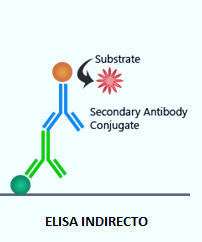 Substrate
Secondary Antibody
Conjugate
ELISA INDIRECTO